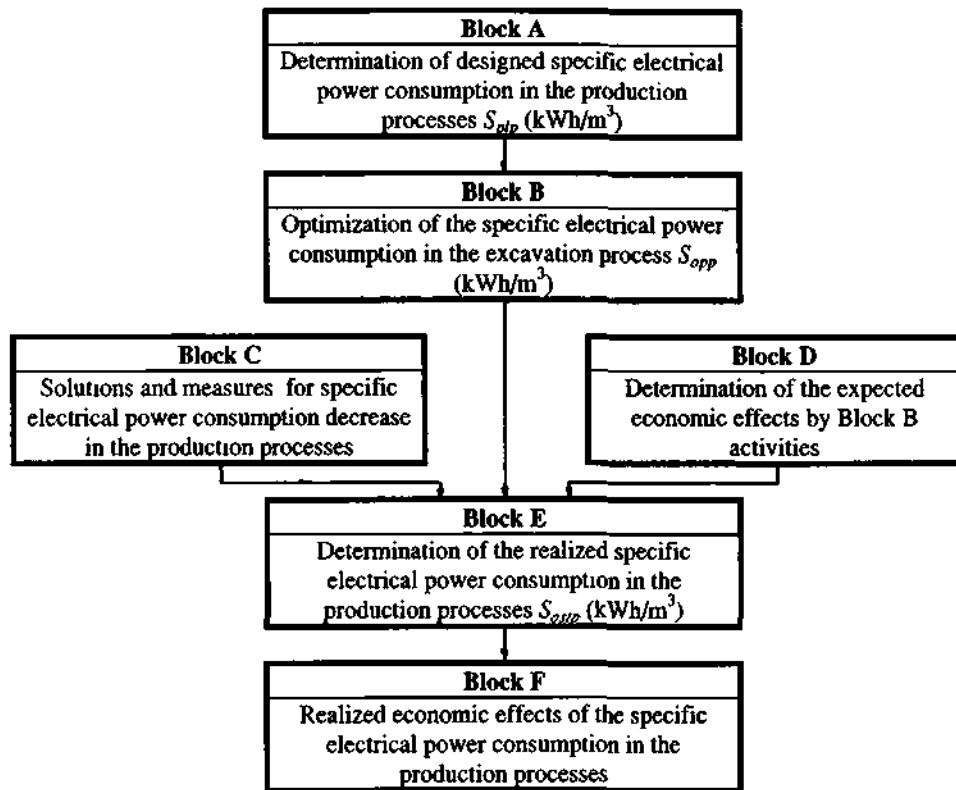 Block A
Determination of designed specific electrical
power consumption in the production
processes S (kWh/m³)
Block B
Optimization of the specific electrical power
consumption in the excavation process Sopp
(kWh/m³)
Block C
Solutions and measures for specific
electrical power consumption decrease
in the production processes
Block D
Determination of the expected
economic effects by Block B
activities
Block E
Determination of the realized specific
electrical power consumption in the
production processes S (kWh/m³)
Block F
Realized economic effects of the specific
electrical power consumption in the
production processes